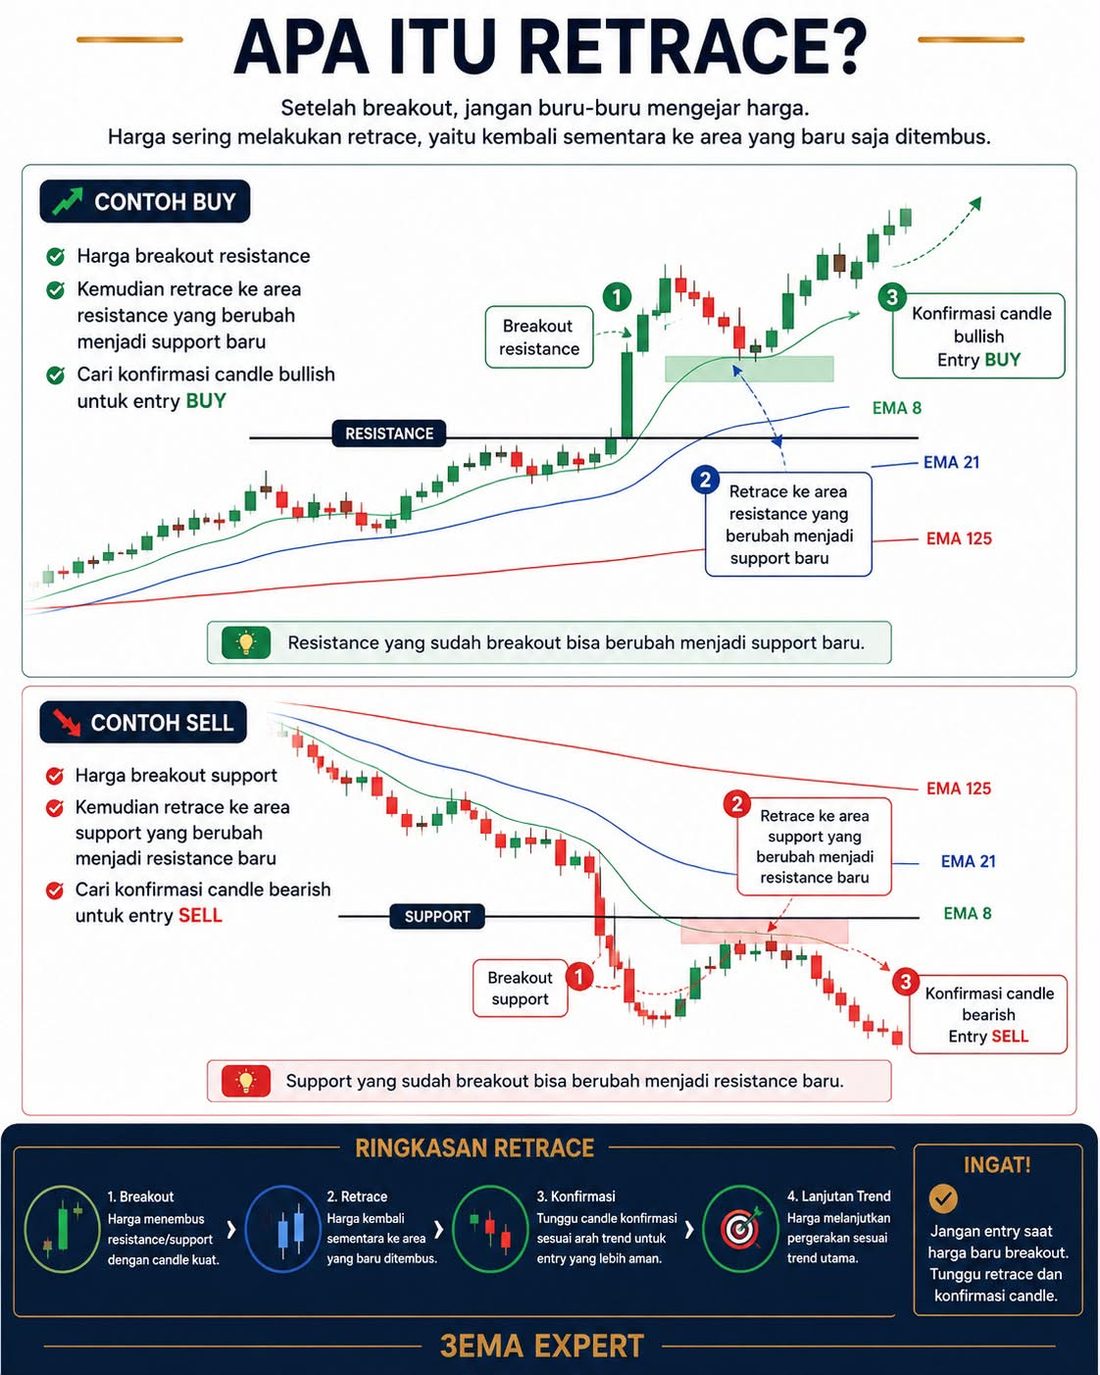 APA ITU RETRACE?
Setelah breakout, jangan buru-buru mengejar harga.
Harga sering melakukan retrace, yaitu kembali sementara ke area yang baru saja ditembus.
CONTOH BUY
Harga breakout resistance
Kemudian retrace ke area
resistance yang berubah
menjadi support baru
Cari konfirmasi candle bullish
untuk entry BUY
1
Breakout
resistance
3
Konfirmasi candle
bullish
Entry BUY
RESISTANCE
EMA 8
EMA 21
2
Retrace ke area
resistance yang
berubah menjadi
support baru
EMA 125
Resistance yang sudah breakout bisa berubah menjadi support baru.
CONTOH SELL
Harga breakout support
Kemudian retrace ke area
support yang berubah
menjadi resistance baru
Cari konfirmasi candle bearish
untuk entry SELL
EMA 125
2
Retrace ke area
support yang
berubah menjadi
resistance baru
EMA 21
EMA 8
SUPPORT
Breakout
support
1
3
Konfirmasi candle
bearish
Entry SELL
Support yang sudah breakout bisa berubah menjadi resistance baru.
RINGKASAN RETRACE
1. Breakout
Harga menembus
resistance/support
dengan candle kuat.
2. Retrace
Harga kembali
sementara ke area
yang baru ditembus.
3. Konfirmasi
Tunggu candle konfirmasi
sesuai arah trend untuk
entry yang lebih aman.
4. Lanjutan Trend
Harga melanjutkan
pergerakan sesuai
trend utama.
INGAT!
Jangan entry saat
harga baru breakout.
Tunggu retrace dan
konfirmasi candle.
3EMA EXPERT